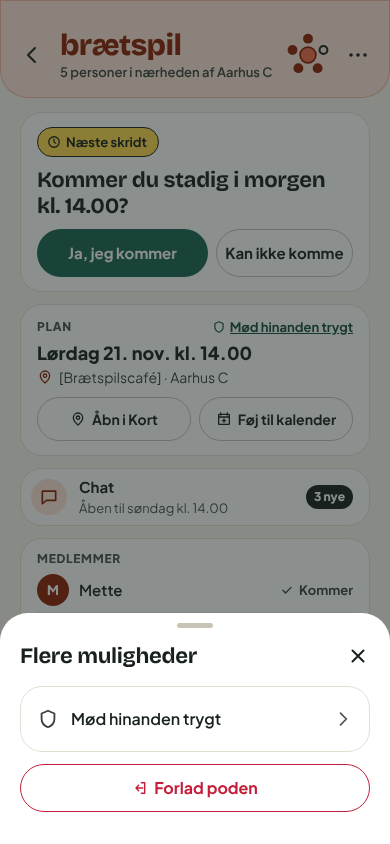 brætspil
5 personer i nærheden af Aarhus C
Næste skridt
Kommer du stadig i morgen
kl. 14.00?
Ja, jeg kommer
Kan ikke komme
PLAN
Mød hinanden trygt
Lørdag 21. nov. kl. 14.00
[Brætspilscafé] · Aarhus C
Åbn i Kort
Føj til kalender
Chat
Åben til søndag kl. 14.00
3 nye
MEDLEMMER
M
Mette
Kommer
Flere muligheder
Mød hinanden trygt
Forlad poden